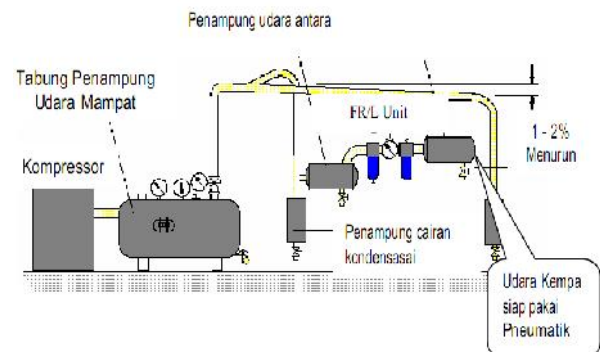 Penampung udara antara
Tabung Penampung
Udara Mampat
FR/L Unit
1 - 2%
Menurun
Kompressor
Penampung cairan
kondensasai
Udara Kempa
siap pakai
Pneumatik